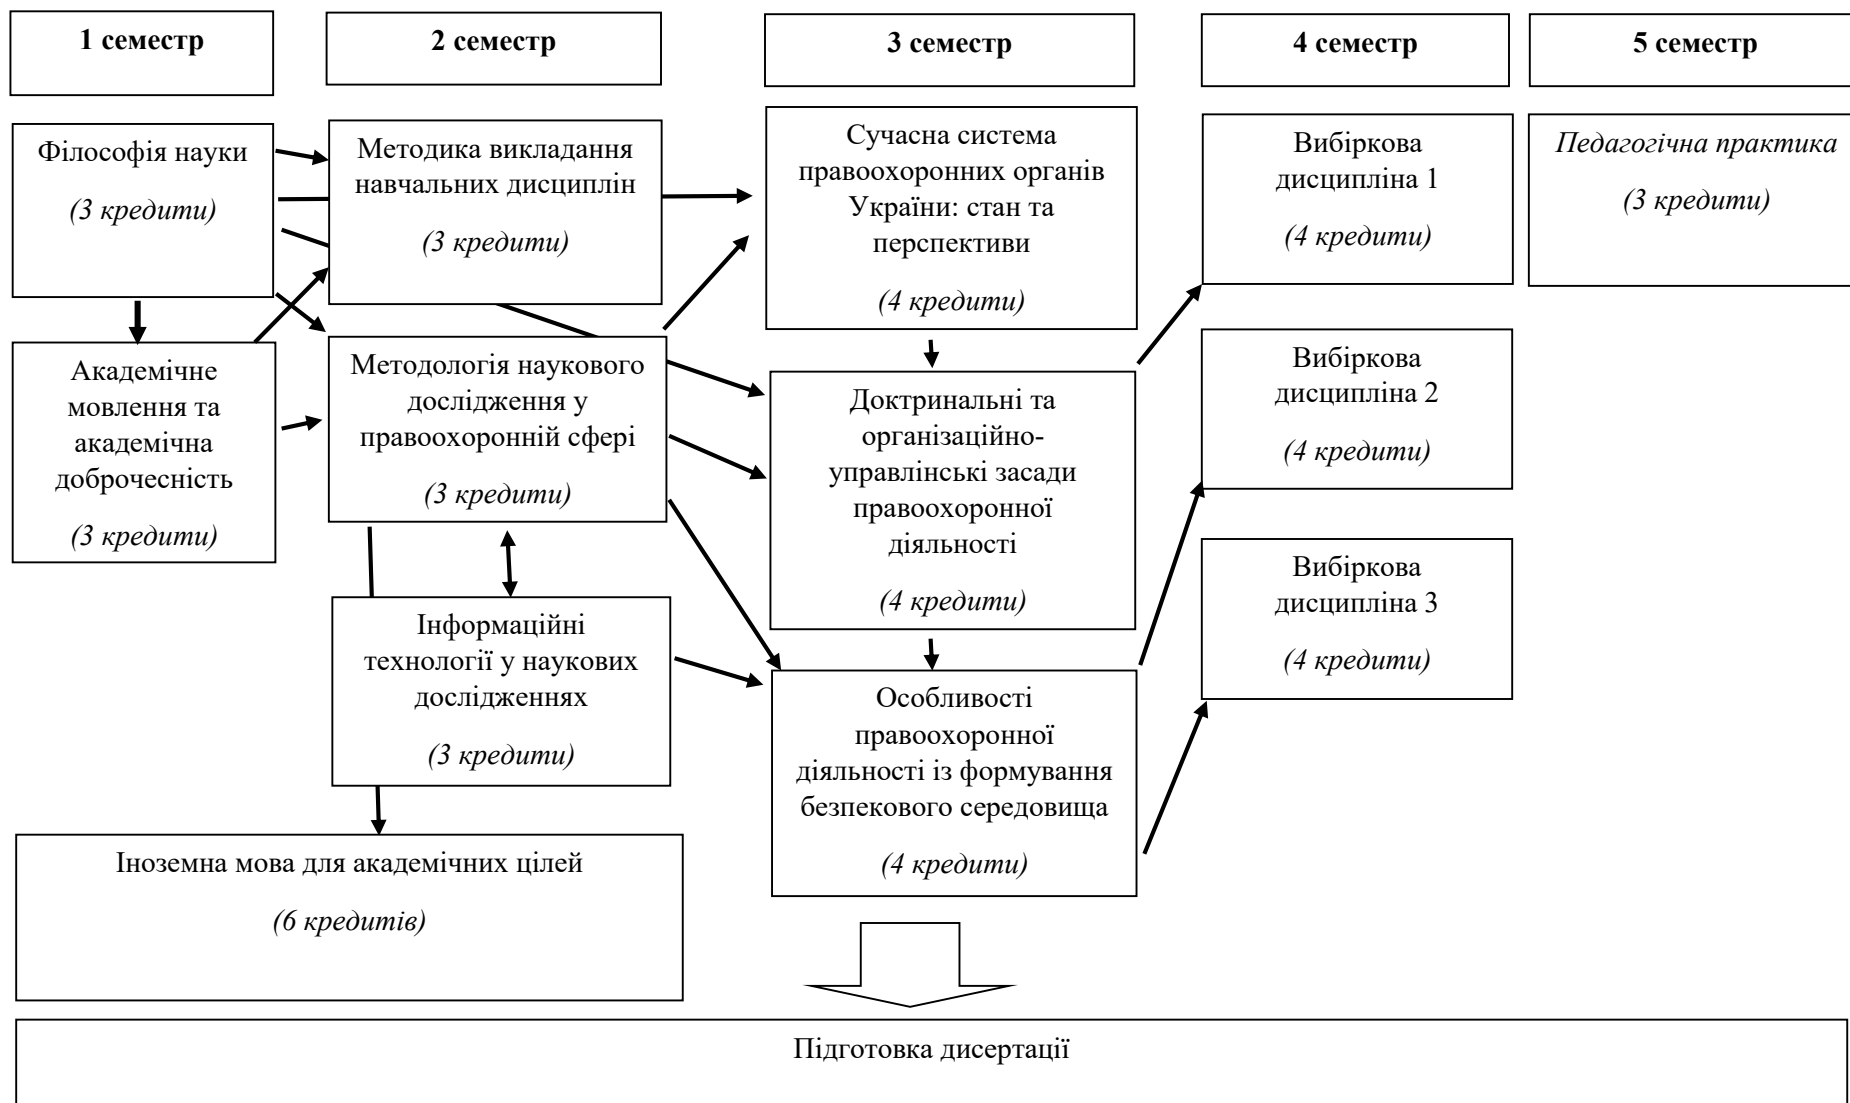 1 семестр
2 семестр
3 семестр
4 семестр
5 семестр
Філософія науки
(3 кредити)
Академічне
мовлення та
академічна
доброчесність
(3 кредити)
Методика викладання
навчальних дисциплін
(3 кредити)
Методологія наукового
дослідження у
правоохоронній сфері
(3 кредити)
Інформаційні
технології у наукових
дослідженнях
(3 кредити)
Іноземна мова для академічних цілей
(6 кредитів)
Сучасна система
правоохоронних органів
України: стан та
перспективи
(4 кредити)
Доктринальні та
організаційно-
управлінські засади
правоохоронної
діяльності
(4 кредити)
Особливості
правоохоронної
діяльності із формування
безпекового середовища
(4 кредити)
Вибіркова
дисципліна 1
(4 кредити)
Вибіркова
дисципліна 2
(4 кредити)
Вибіркова
дисципліна 3
(4 кредити)
Педагогічна практика
(3 кредити)
Підготовка дисертації